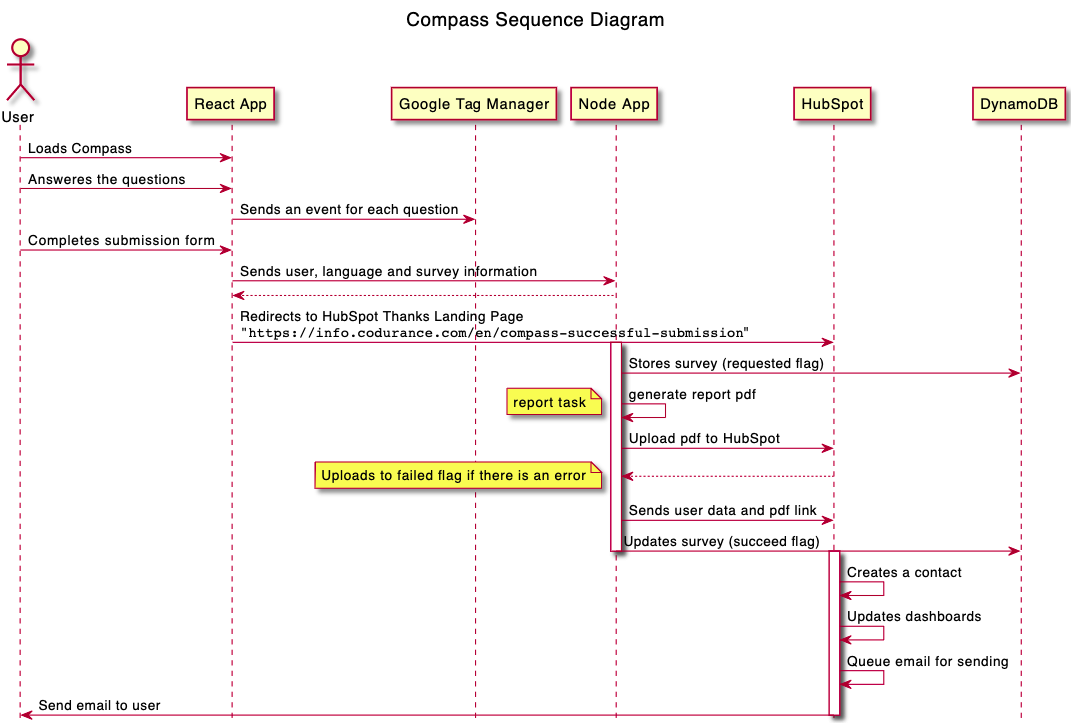 Compass Sequence Diagram
User
React App
Google Tag Manager
Node App
HubSpot
DynamoDB
Loads Compass
Answeres the questions
Sends an event for each question
Completes submission form
Sends user, language and survey information
Redirects to HubSpot Thanks Landing Page
"https://info.codurance.com/en/compass-successful-submission"
Stores survey (requested flag)
report task
generate report pdf
Upload pdf to HubSpot
Uploads to failed flag if there is an error
Sends user data and pdf link
Updates survey (succeed flag)
Creates a contact
Updates dashboards
Queue email for sending
Send email to user